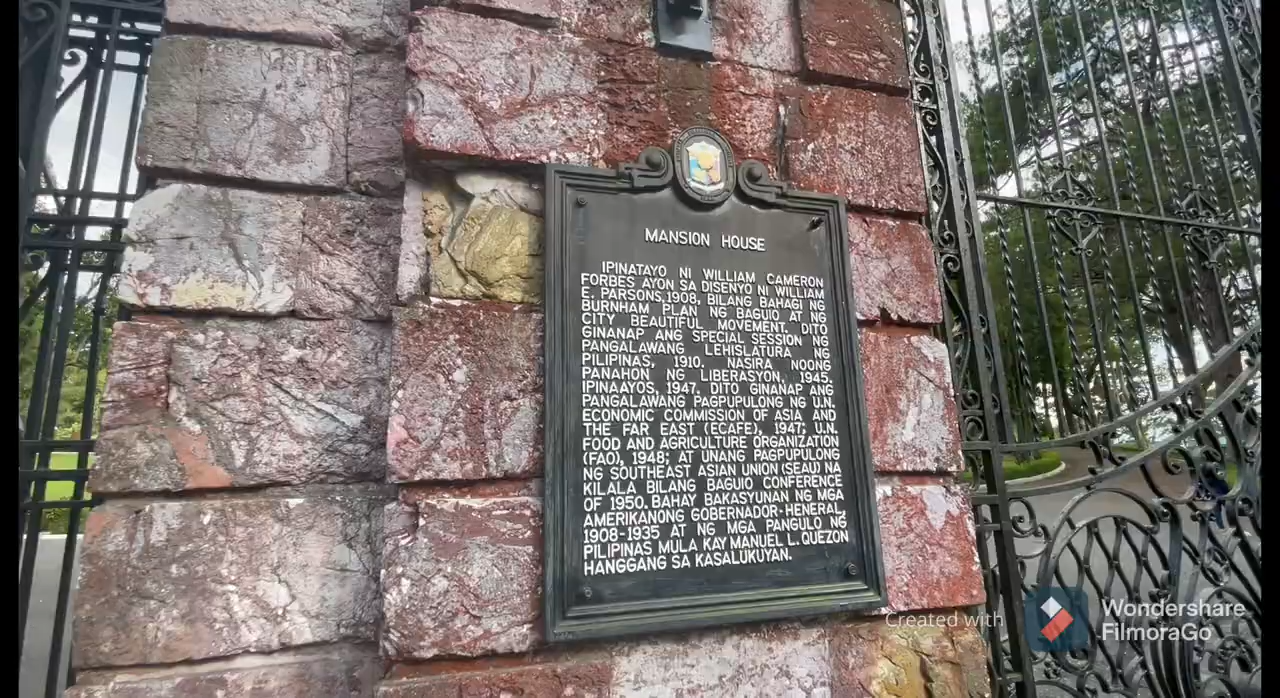 MANSION HOUSE
IPINATAYO NI WILLIAM CAMERON
FORBES AYON SA DISENYO NI WILLIAM
E. PARSONS, 1908, BILANG BAHAGI NG
BURNHAM PLAN NG BAGUIO AT NG
CITY BEAUTIFUL MOVEMENT. DITO
GINANAP ANG SPECIAL SESSION NG
PANGALAWANG LEHISLATURA NG
PILIPINAS, 1910. NASIRA NOONG
PANAHON NG LIBERASYON, 1945.
IPINAAYOS, 1947. DITO GINANAP ANG
PANGALAWANG PAGPUPULONG NG U.N.
ECONOMIC COMMISSION OF ASIA AND
THE FAR EAST (ECAFE), 1947; U.N.
FOOD AND AGRICULTURE ORGANIZATION
(FAO), 1948; AT UNANG PAGPUPULONG
NG SOUTHEAST ASIAN UNION (SEAU) NA
KILALA BILANG BAGUIO CONFERENCE
OF 1950. BAHAY BAKASYUNAN NG MGA
AMERIKANONG GOBERNADOR-HENERAL,
1908-1935 AT NG MGA PANGULO NG
PILIPINAS MULA KAY MANUEL L. QUEZON
HANGGANG SA KASALUKUYAN.
Created with Wondershare
FilmoraGo